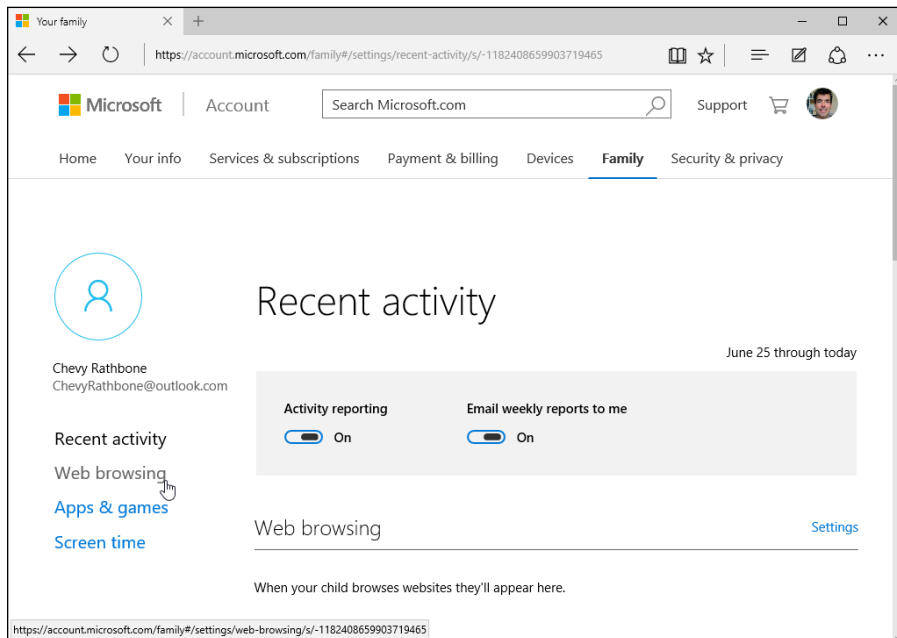 Your family
https://account.microsoft.com/family#/settings/recent-activity/s/-1182408659903719465
Microsoft Account Search Microsoft.com Support
Home Your info Services & subscriptions Payment & billing Devices Family Security & privacy
Recent activity
June 25 through today
Chevy Rathbone
ChevyRathbone@outlook.com
Activity reporting Email weekly reports to me
On On
Recent activity
Web browsing
Apps & games
Screen time
Web browsing Settings
When your child browses websites they'll appear here.
https://account.microsoft.com/family#/settings/web-browsing/s/-1182408659903719465